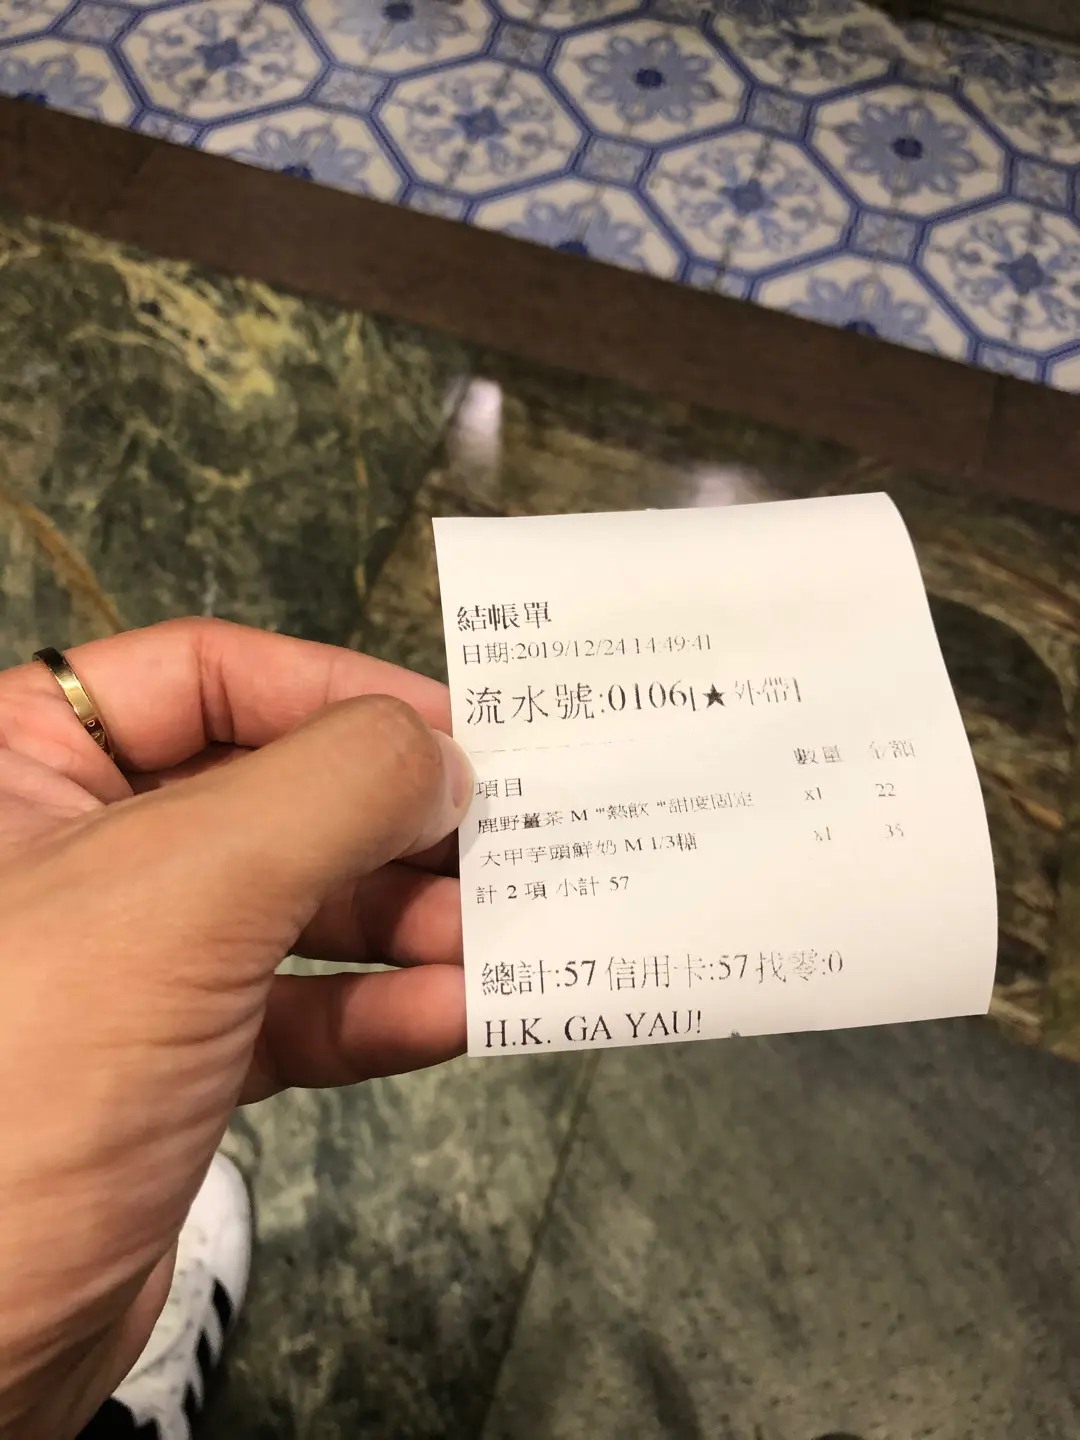 結帳單
日期:2019/12/24 14:49:41
流水號:0106[★外帶]
項目 數量 金額
鹿野薑茶 M "熱飲 "甜度固定 x1 22
大甲芋頭鮮奶 M 1/3糖 x1 35
計 2 項 小計 57
總計:57 信用卡:57 找零:0
H.K. GA YAU!